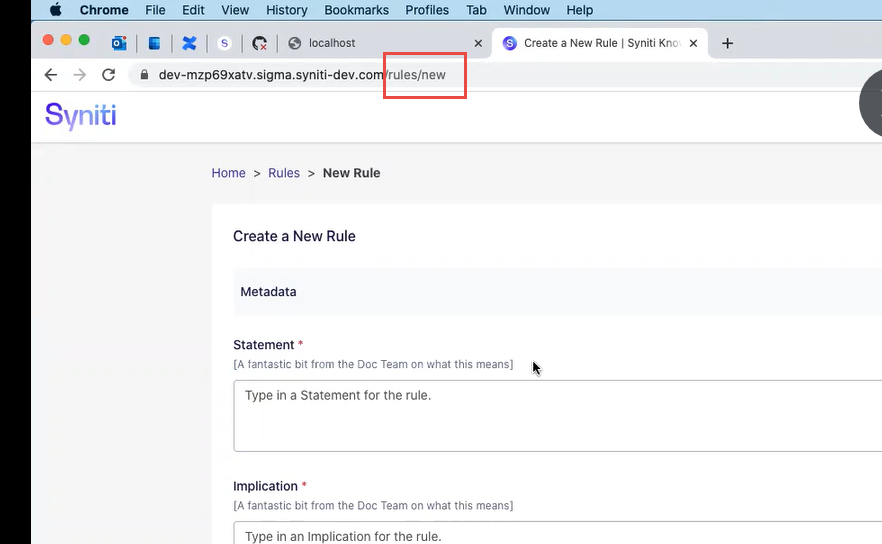 Chrome File Edit View History Bookmarks Profiles Tab Window Help
S localhost × S Create a New Rule | Syniti Kno × +
dev-mzp69xatv.sigma.syniti-dev.com/rules/new
Syniti
Home > Rules > New Rule
Create a New Rule
Metadata
Statement *
[A fantastic bit from the Doc Team on what this means]
Type in a Statement for the rule.
Implication *
[A fantastic bit from the Doc Team on what this means]
Type in an Implication for the rule.